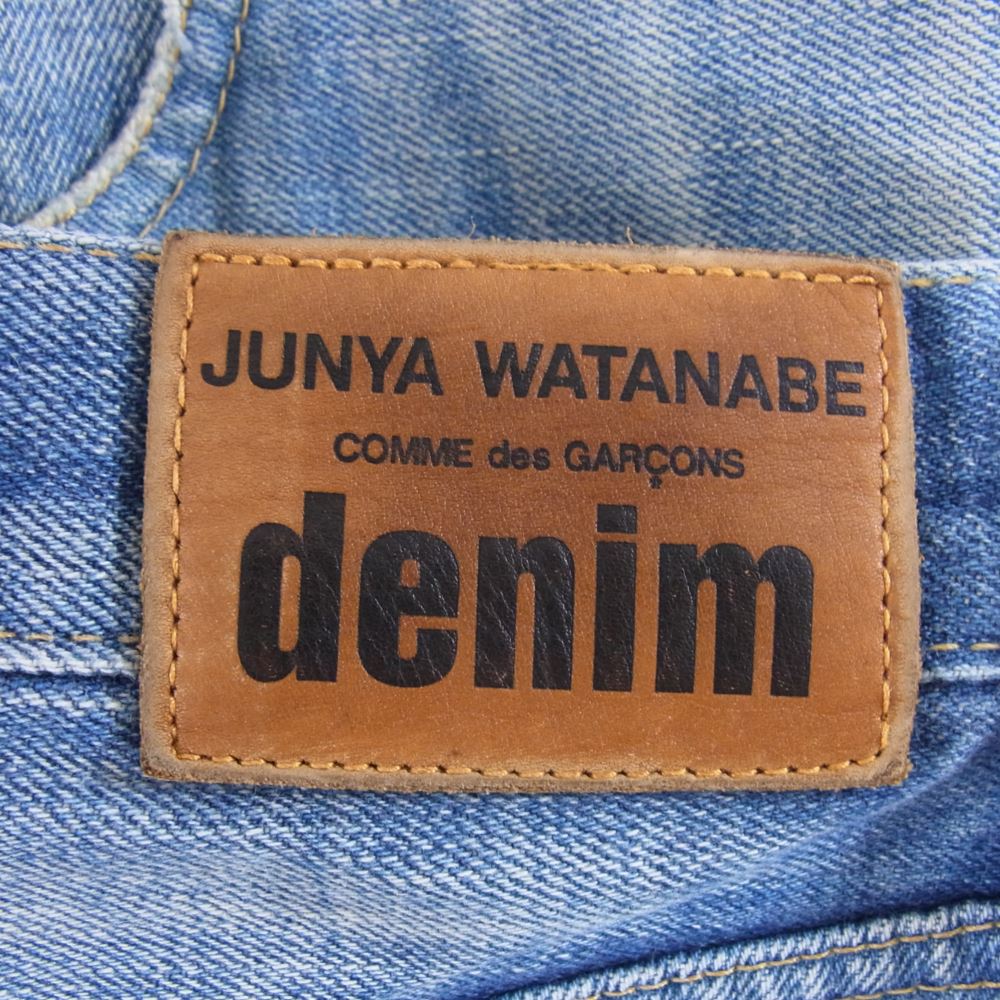 JUNYA WATANABE
COMME des GARÇONS
denim